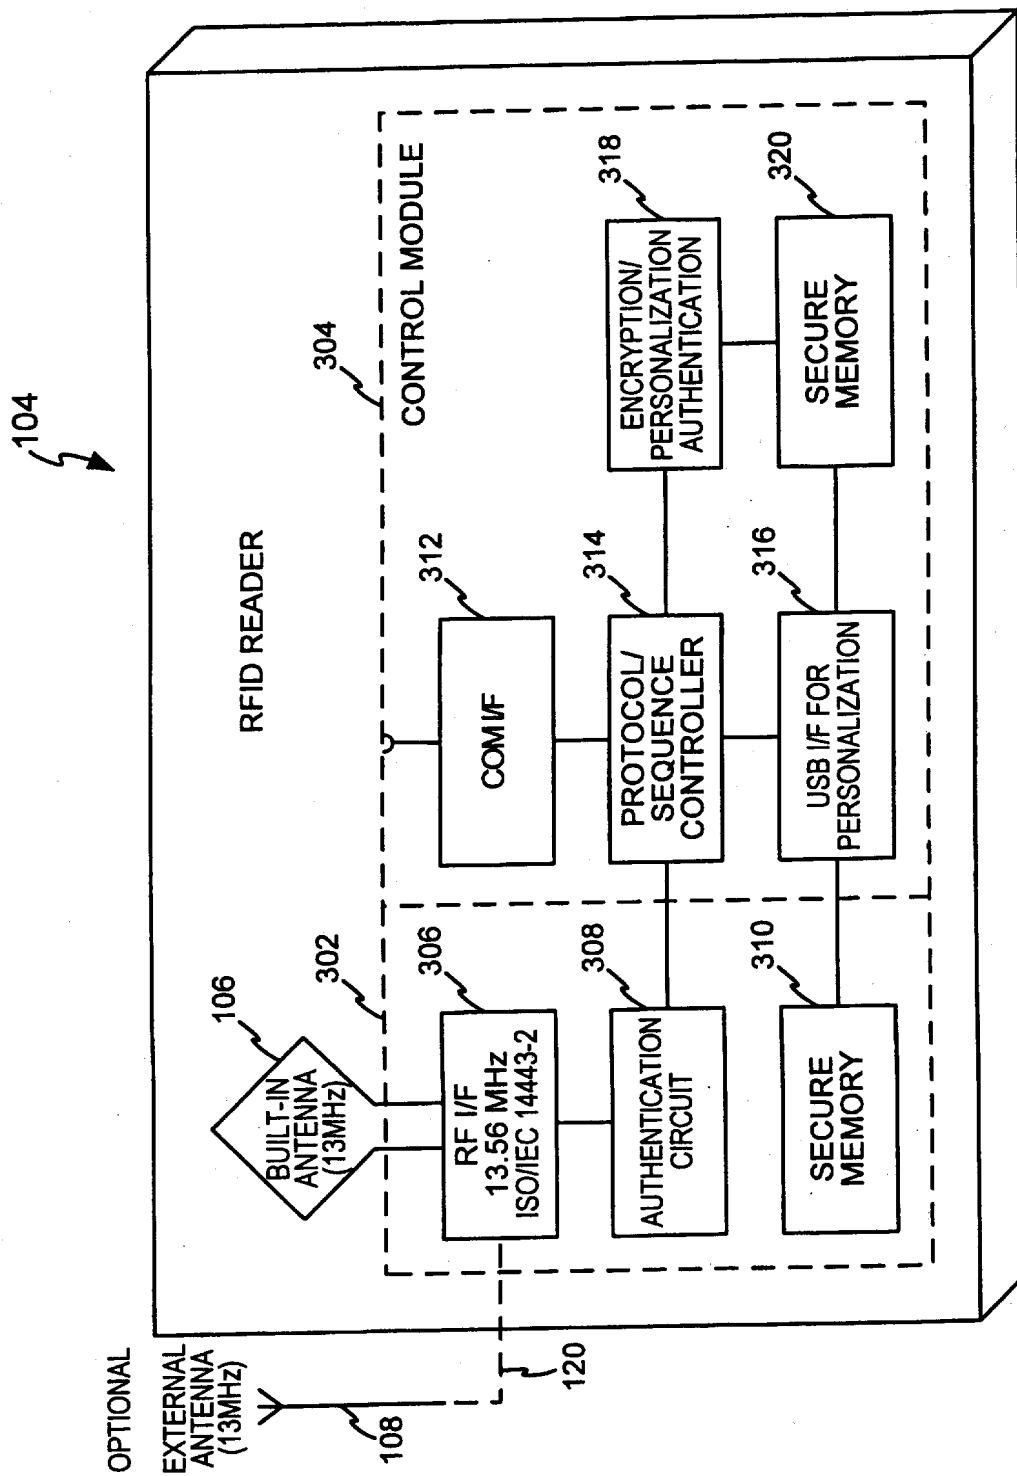 104
RFID READER
OPTIONAL
EXTERNAL
ANTENNA
(13MHz)
108
120
106
BUILT-IN
ANTENNA
(13MHz)
302
304
CONTROL MODULE
306
RF I/F
13.56 MHz
ISO/IEC 14443-2
312
COM I/F
308
AUTHENTICATION
CIRCUIT
314
PROTOCOL/
SEQUENCE
CONTROLLER
318
ENCRYPTION/
PERSONALIZATION
AUTHENTICATION
310
SECURE
MEMORY
316
USB I/F FOR
PERSONALIZATION
320
SECURE
MEMORY